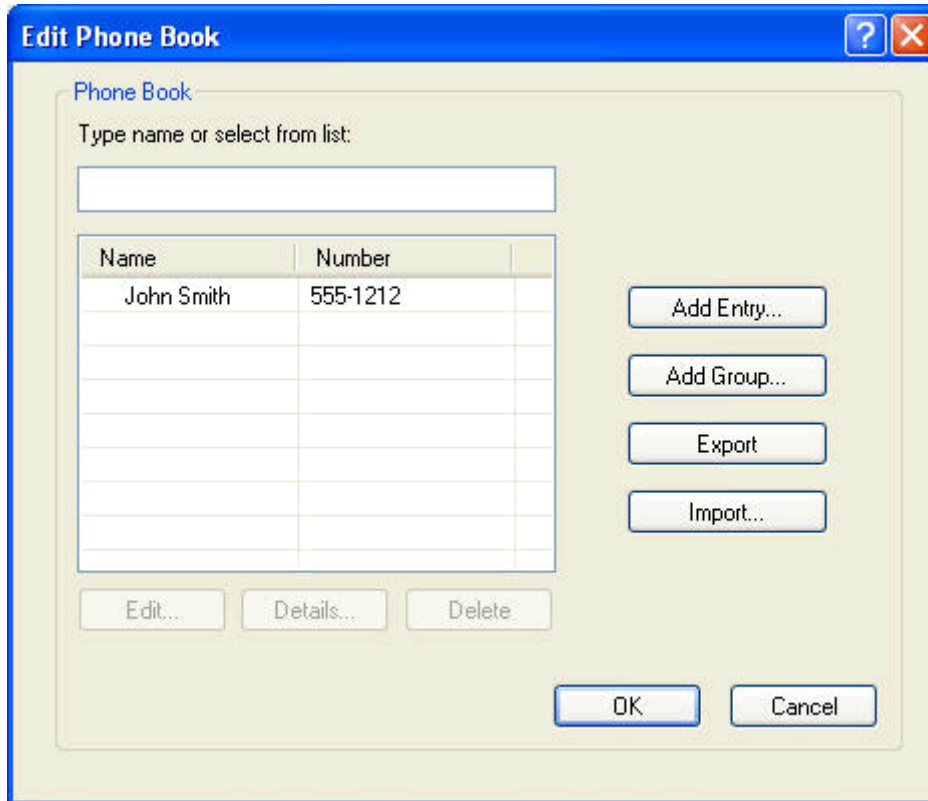 Edit Phone Book
Phone Book
Type name or select from list:
Name Number
John Smith 555-1212
Add Entry...
Add Group...
Export
Import...
Edit... Details... Delete
OK Cancel